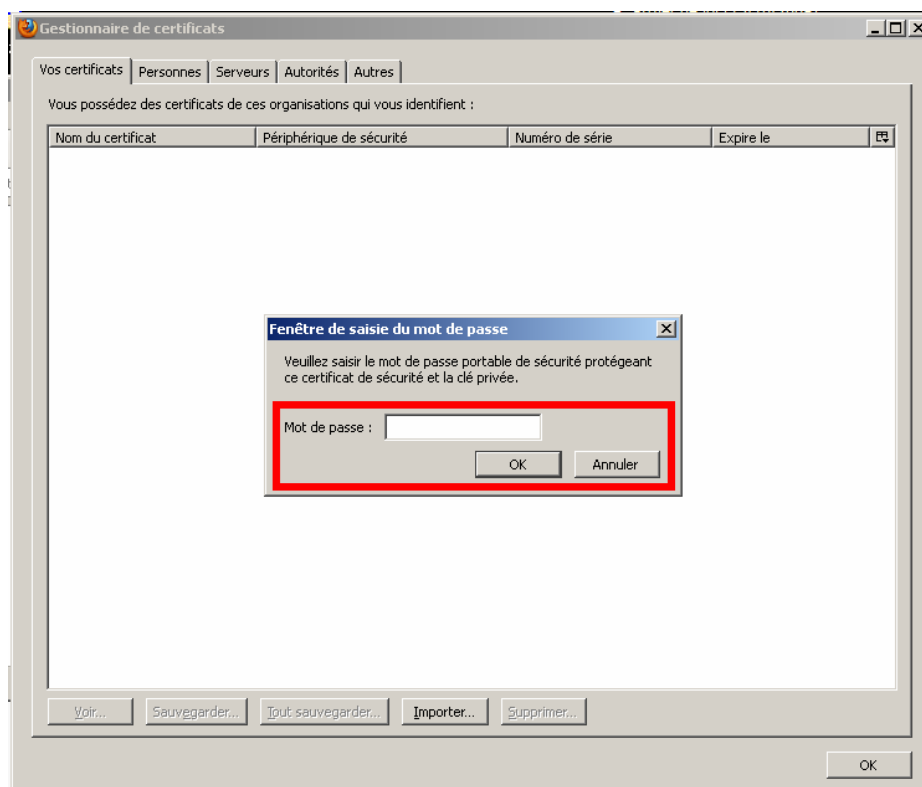 Gestionnaire de certificats
Vos certificats Personnes Serveurs Autorités Autres
Vous possédez des certificats de ces organisations qui vous identifient :
Nom du certificat Périphérique de sécurité Numéro de série Expire le
Fenêtre de saisie du mot de passe
Veuillez saisir le mot de passe portable de sécurité protégeant
ce certificat de sécurité et la clé privée.
Mot de passe :
OK Annuler
Voir... Sauvegarder... Tout sauvegarder... Importer... Supprimer...
OK